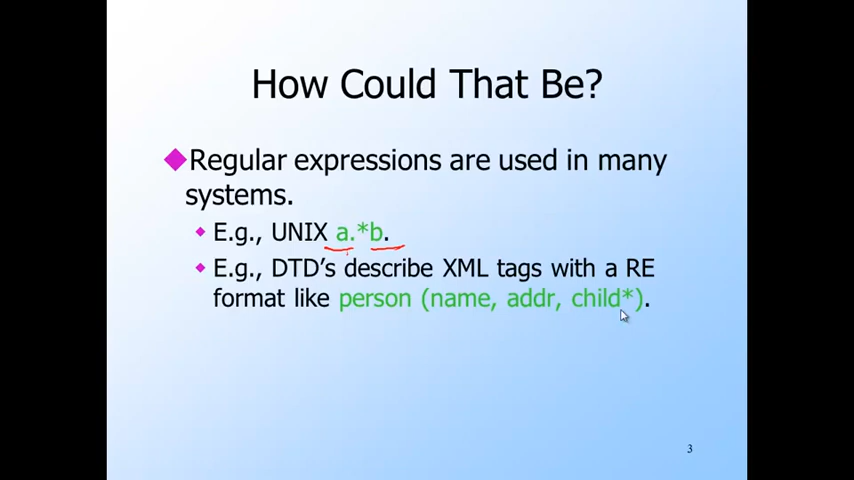 How Could That Be?
Regular expressions are used in many
systems.
E.g., UNIX a.*b.
E.g., DTD’s describe XML tags with a RE
format like person (name, addr, child*).
3